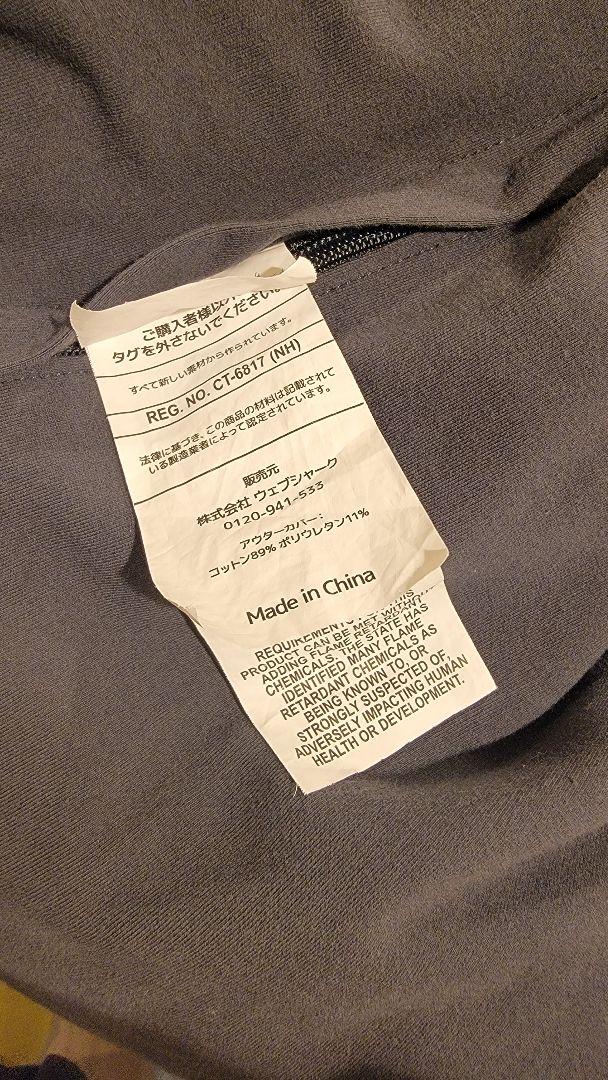 ご購入者様以外
タグを外さないでください。
すべて新しい素材から作られています。
REG. NO. CT-6817 (NH)
法律に基づき、この商品の材料は記載されて
いる製造業者によって認定されています。
販売元
株式会社 ウェブシャーク
0120-941-533
アウターカバー：
コットン89% ポリウレタン11%
Made in China
REQUIREMENTS THIS
PRODUCT CAN BE MET WITHOUT
ADDING FLAME RETARDANT
CHEMICALS. THE STATE HAS
IDENTIFIED MANY FLAME
RETARDANT CHEMICALS AS
BEING KNOWN TO, OR
STRONGLY SUSPECTED OF,
ADVERSELY IMPACTING HUMAN
HEALTH OR DEVELOPMENT.